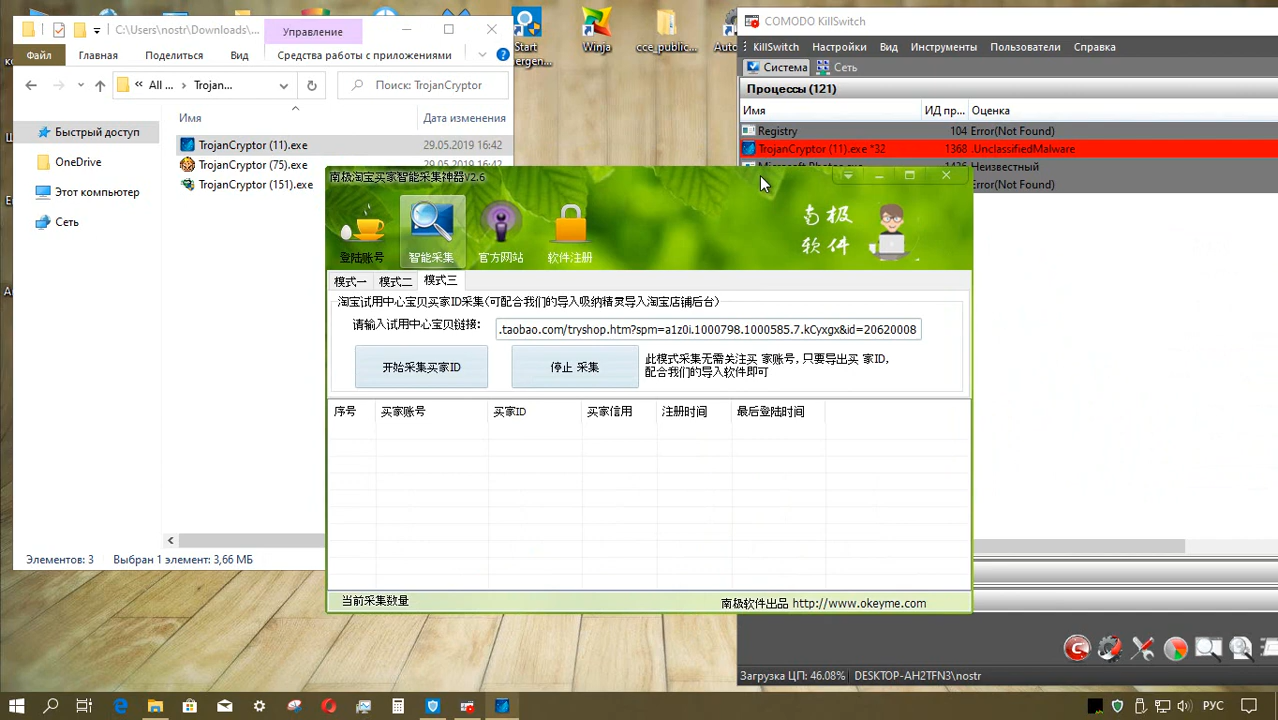 C:\Users\nostr\Downloads\...
Управление
Файл
Главная
Поделиться
Вид
Средства работы с приложениями
« All ... › Trojan...
Поиск: TrojanCryptor
Имя
Дата изменения
Быстрый доступ
OneDrive
Этот компьютер
Сеть
TrojanCryptor (11).exe 29.05.2019 16:42
TrojanCryptor (75).exe 29.05.2019 16:42
TrojanCryptor (151).exe
Элементов: 3
Выбран 1 элемент: 3,66 МБ
Start
Winja
cce_public...
COMODO KillSwitch
KillSwitch
Настройки
Вид
Инструменты
Пользователи
Справка
Система
Сеть
Процессы (121)
Имя
ИД пр...
Оценка
Registry 104 Error(Not Found)
TrojanCryptor (11).exe *32 1368 .UnclassifiedMalware
Неизвестный
Error(Not Found)
Загрузка ЦП: 46.08%
DESKTOP-AH2TFN3\nostr
南极淘宝买家智能采集神器V2.6
南极
软件
登陆账号
智能采集
官方网站
软件注册
模式一
模式二
模式三
淘宝试用中心宝贝买家ID采集(可配合我们的导入吸纳精灵导入淘宝店铺后台)
请输入试用中心宝贝链接:
.taobao.com/tryshop.htm?spm=a1z0i.1000798.1000585.7.kCyxgx&id=20620008
开始采集买家ID
停止 采集
此模式采集无需关注买 家账号, 只要导出买 家ID,
配合我们的导入软件即可
序号
买家账号
买家ID
买家信用
注册时间
最后登陆时间
当前采集数量
南极软件出品 http://www.okeyme.com
РУС